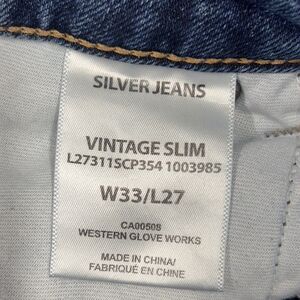 SILVER JEANS
VINTAGE SLIM
L27311SCP354 1003985
W33/L27
CA00508
WESTERN GLOVE WORKS
MADE IN CHINA/
FABRIQUÉ EN CHINE